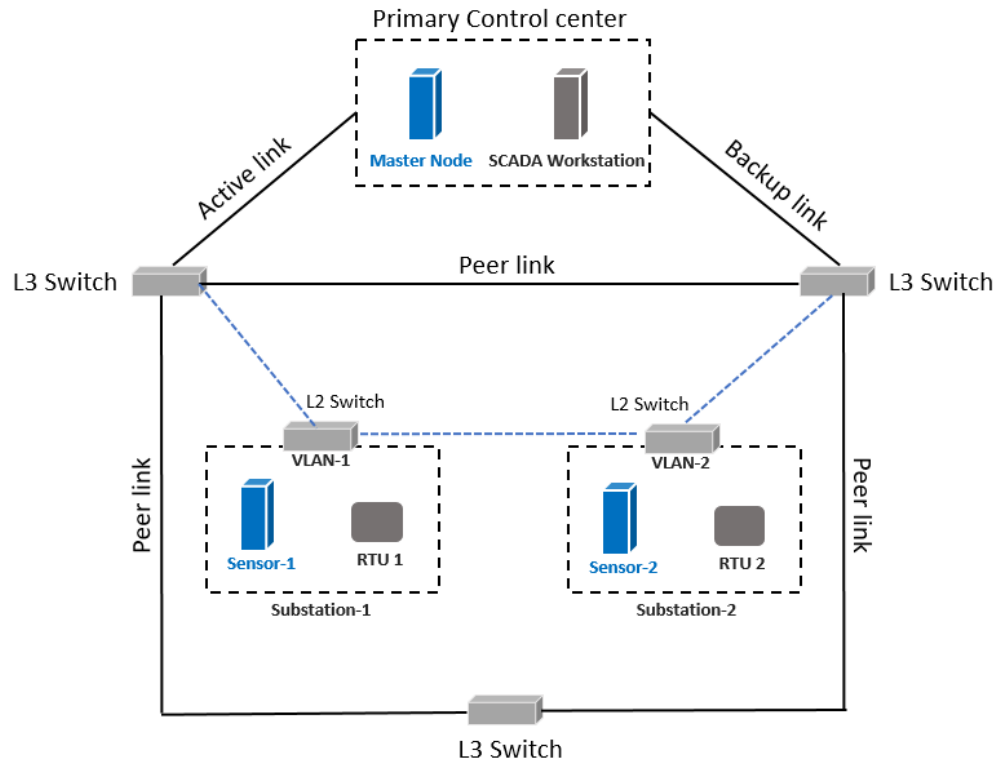 Primary Control center
Master Node
SCADA Workstation
Active link
Backup link
L3 Switch
Peer link
L3 Switch
L2 Switch
L2 Switch
VLAN-1
VLAN-2
Peer link
Peer link
Sensor-1
RTU 1
Sensor-2
RTU 2
Substation-1
Substation-2
L3 Switch